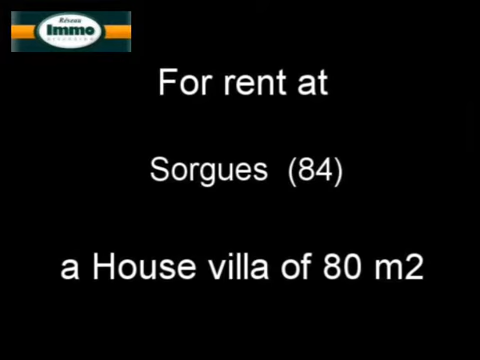 Réseau
Immo
For rent at
Sorgues (84)
a House villa of 80 m2